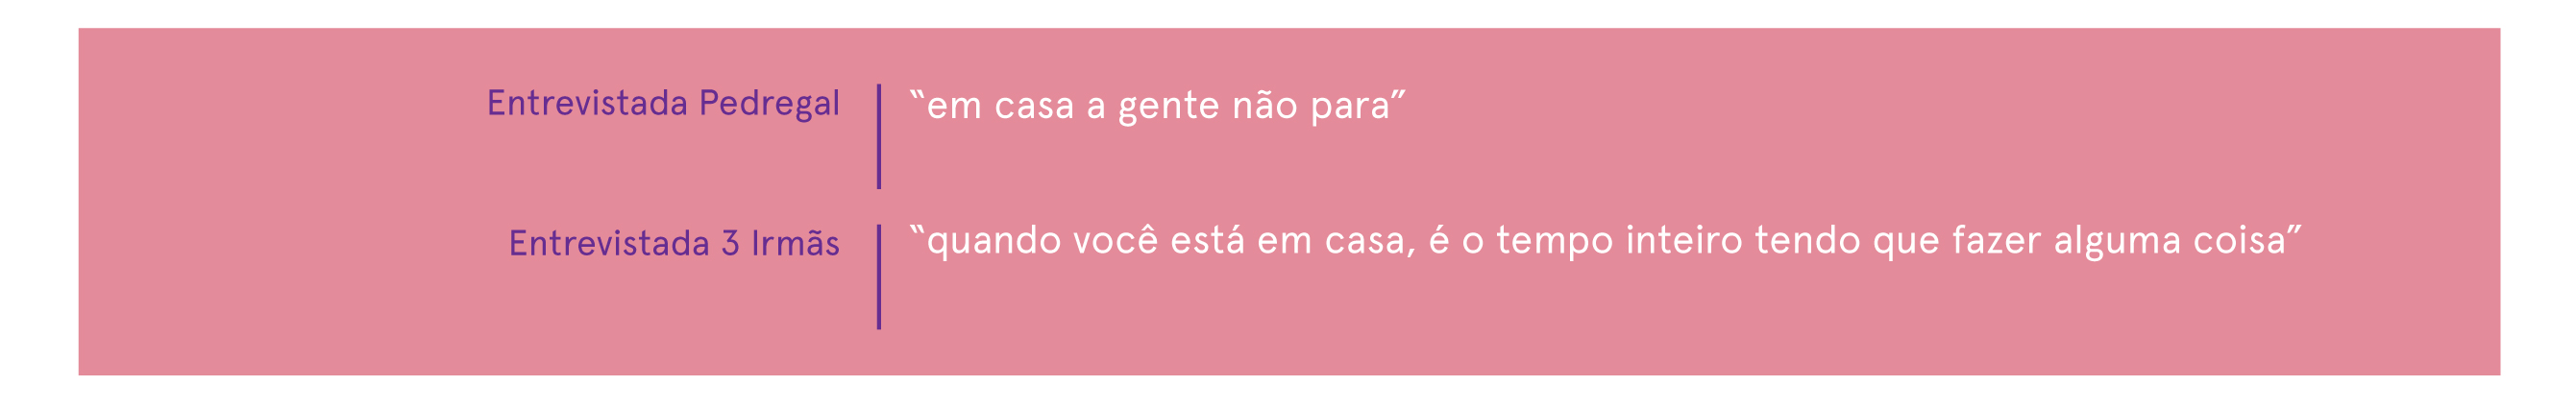 Entrevistada Pedregal
“em casa a gente não para”
Entrevistada 3 Irmãs
“quando você está em casa, é o tempo inteiro tendo que fazer alguma coisa”